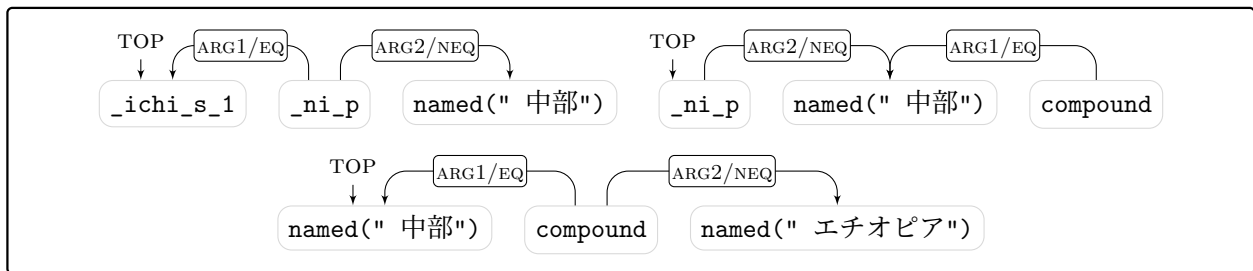 TOP ARG1/EQ ARG2/NEQ TOP ARG2/NEQ ARG1/EQ
_ichi_s_1 _ni_p named(" 中部") _ni_p named(" 中部") compound
TOP ARG1/EQ ARG2/NEQ
named(" 中部") compound named(" エチオピア")